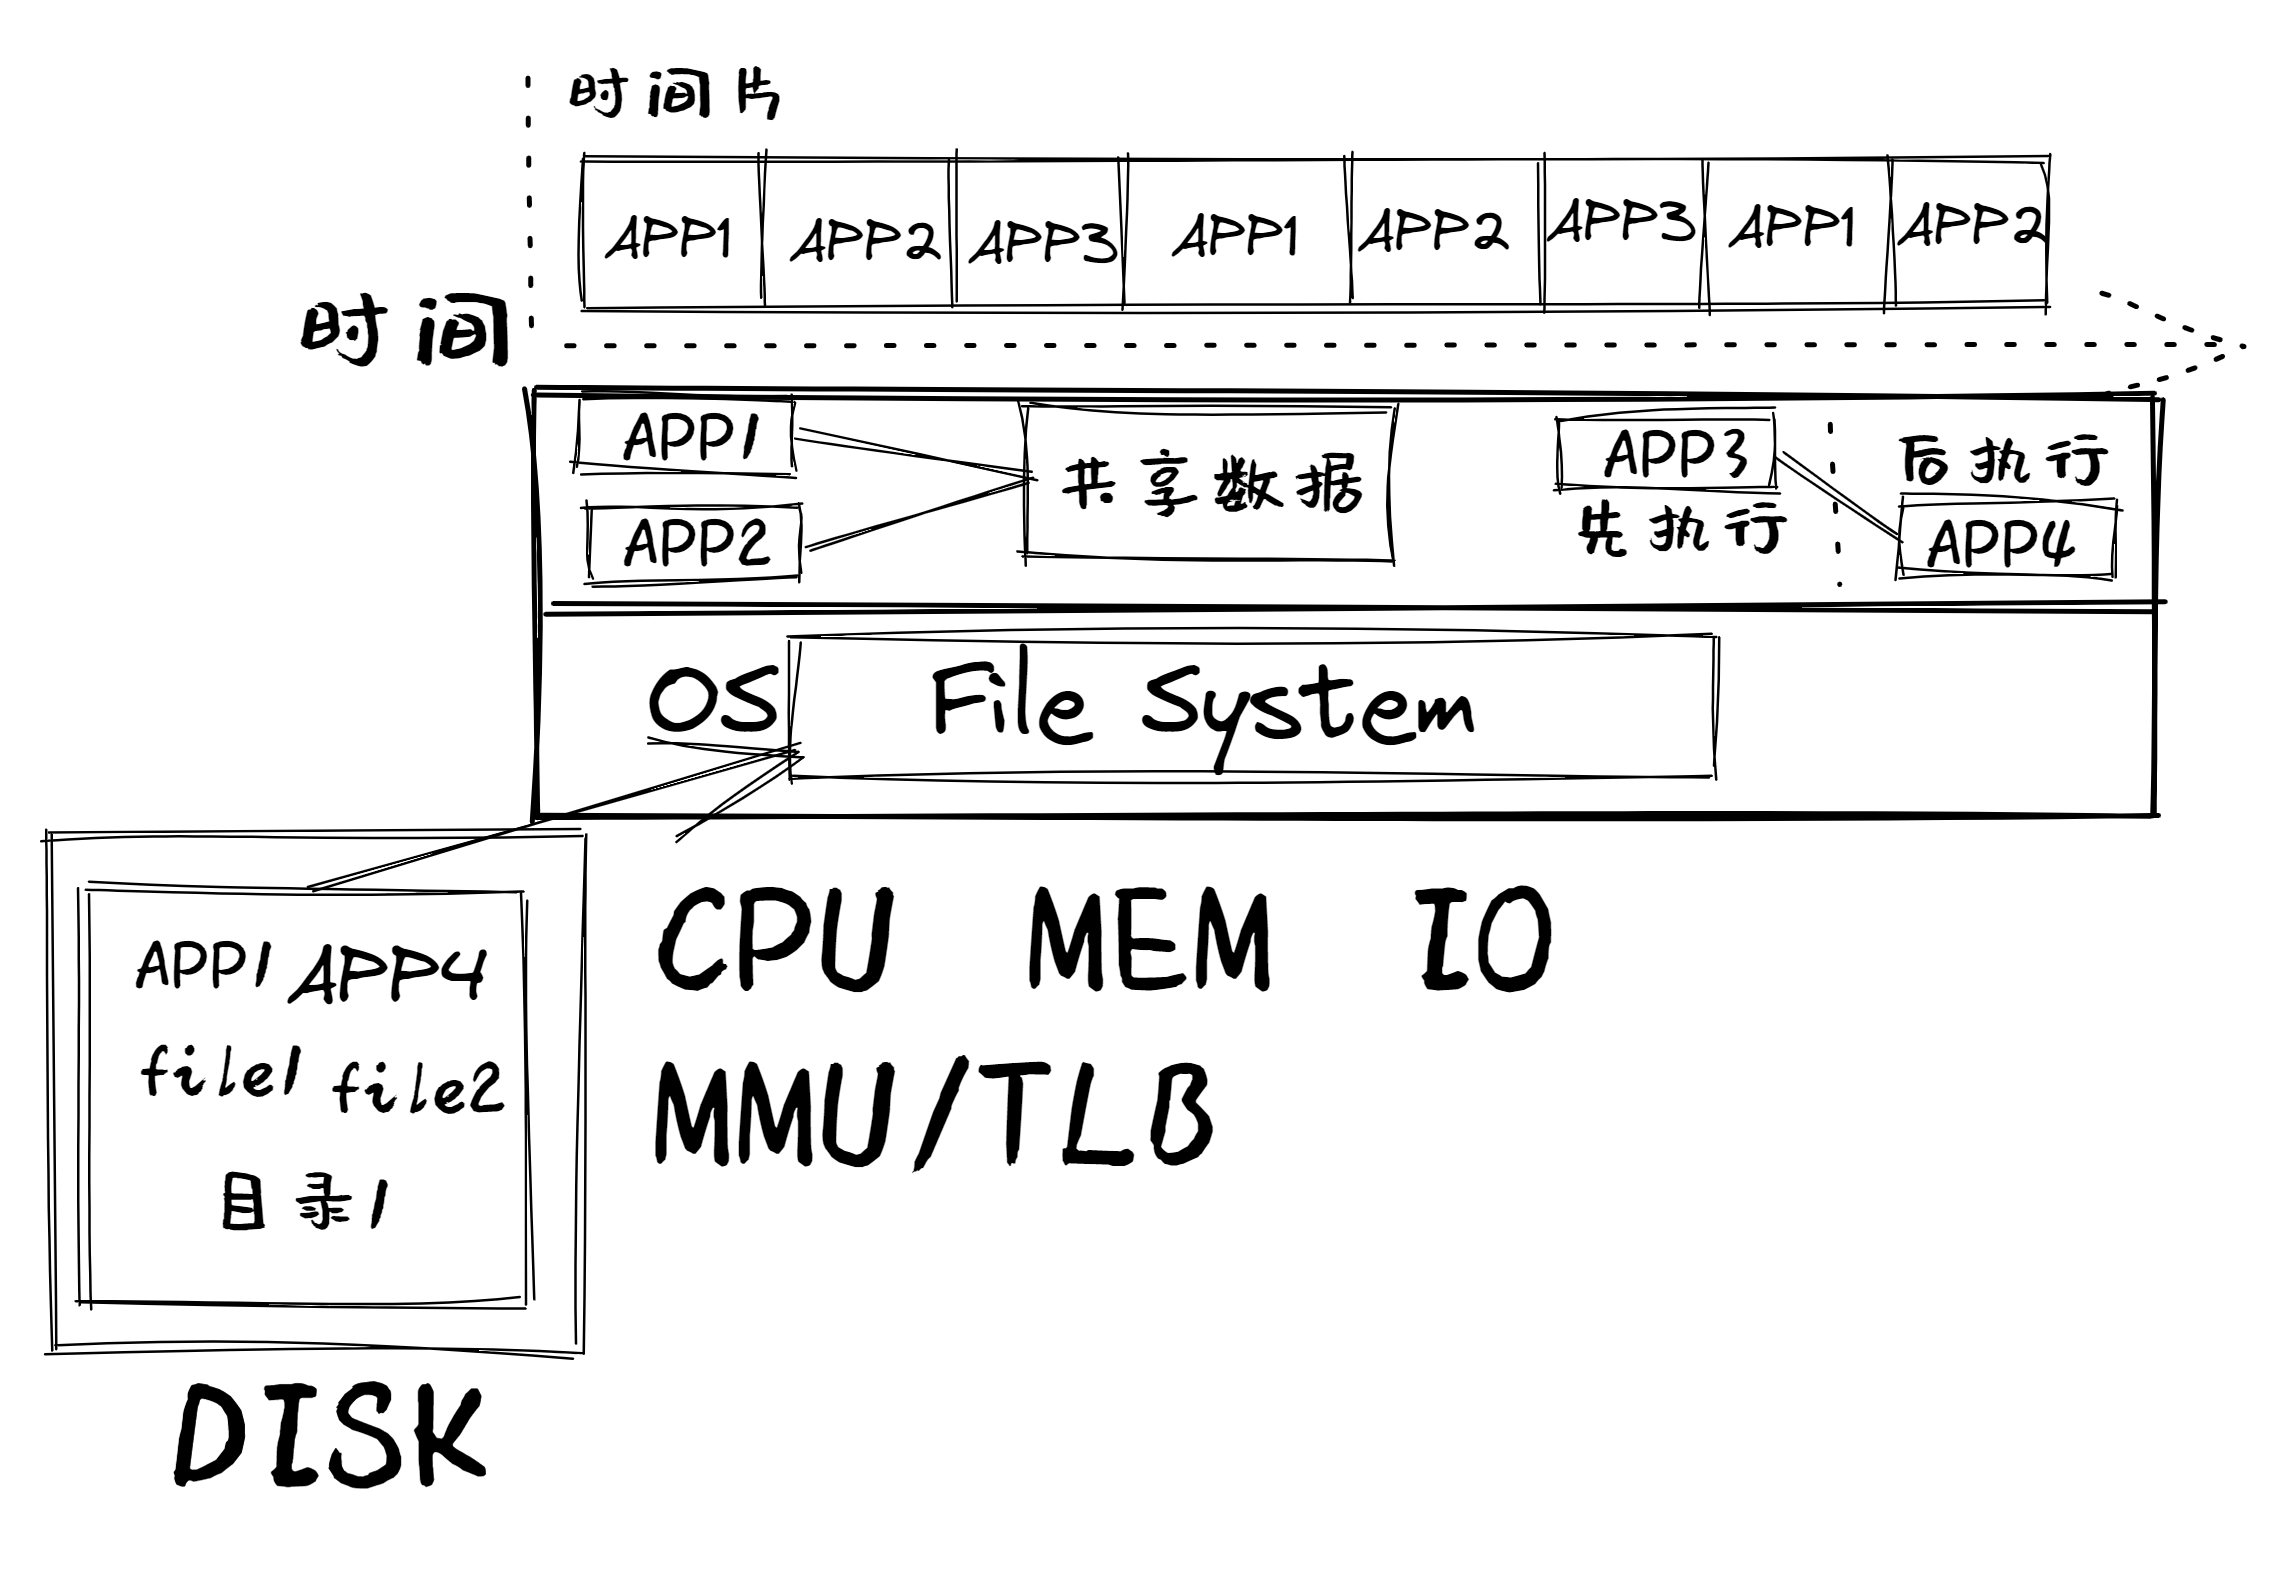 时间片
APP1 APP2 APP3 APP1 APP2 APP3 APP1 APP2
时间
APP1
APP2
共享数据
APP3
先执行
后执行
APP4
OS
File System
CPU MEM IO
MMU/TLB
APP1 APP4
file1 file2
目录1
DISK